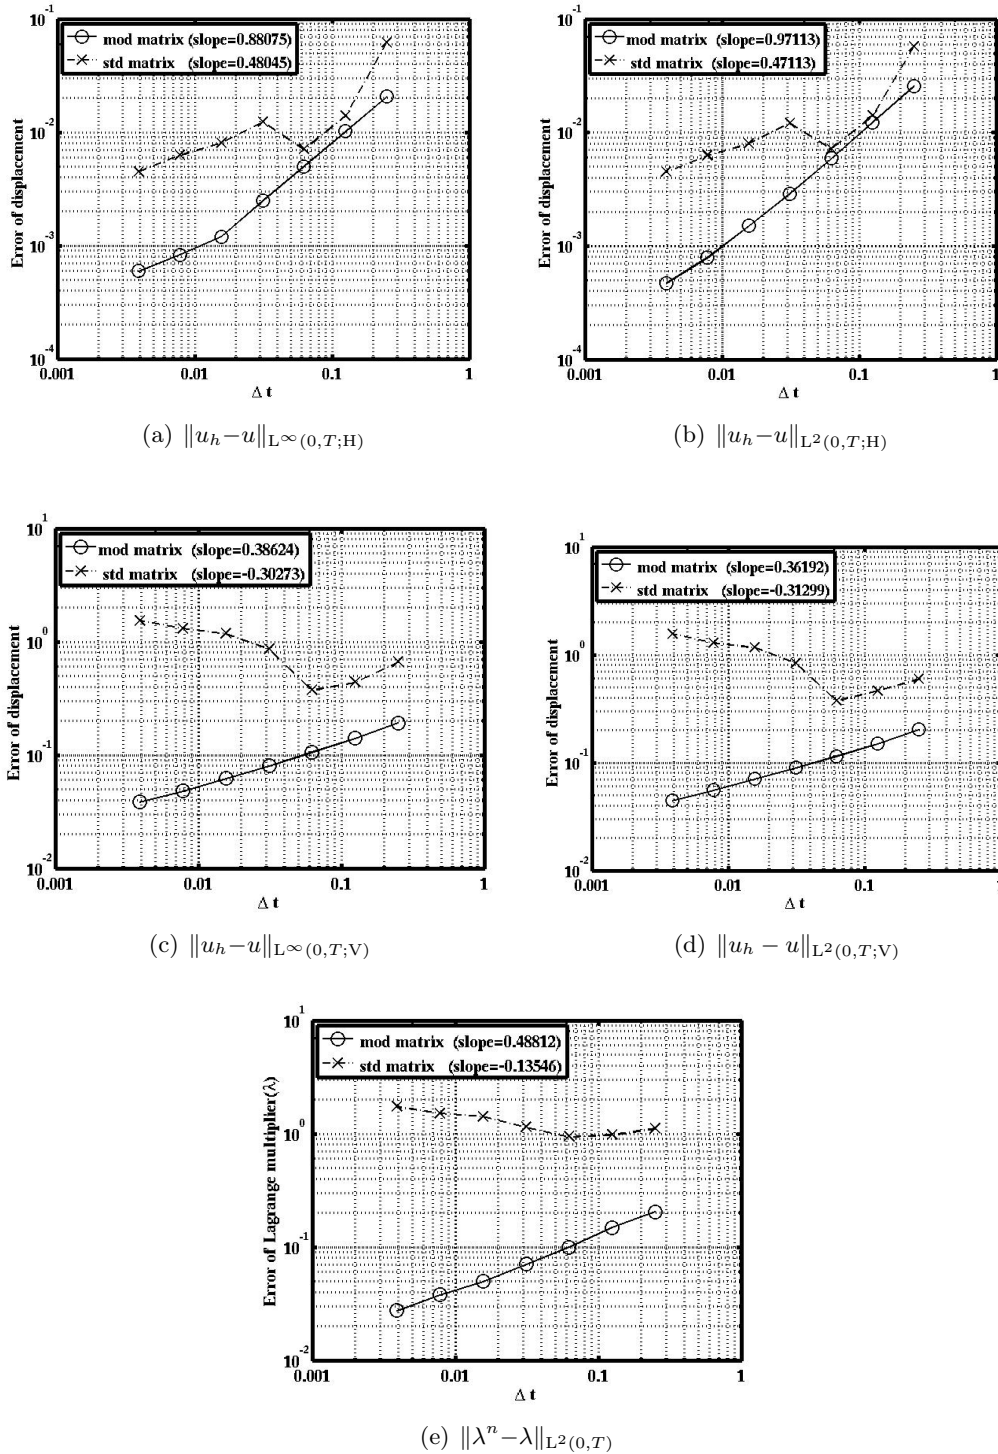 mod matrix (slope=0.88075)
std matrix (slope=0.48045)
10^-1
10^-2
10^-3
10^-4
Error of displacement
0.001 0.01 0.1 1
Δ t
(a) ‖u_h−u‖_L∞(0,T;H)
mod matrix (slope=0.97113)
std matrix (slope=0.47113)
10^-1
10^-2
10^-3
10^-4
Error of displacement
0.001 0.01 0.1 1
Δ t
(b) ‖u_h−u‖_L²(0,T;H)
mod matrix (slope=0.38624)
std matrix (slope=-0.30273)
10^1
10^0
10^-1
10^-2
Error of displacement
0.001 0.01 0.1 1
Δ t
(c) ‖u_h−u‖_L∞(0,T;V)
mod matrix (slope=0.36192)
std matrix (slope=-0.31299)
10^1
10^0
10^-1
10^-2
Error of displacement
0.001 0.01 0.1 1
Δ t
(d) ‖u_h − u‖_L²(0,T;V)
mod matrix (slope=0.48812)
std matrix (slope=-0.13546)
10^1
10^0
10^-1
10^-2
Error of Lagrange multiplier(λ)
0.001 0.01 0.1 1
Δ t
(e) ‖λ^n−λ‖_L²(0,T)